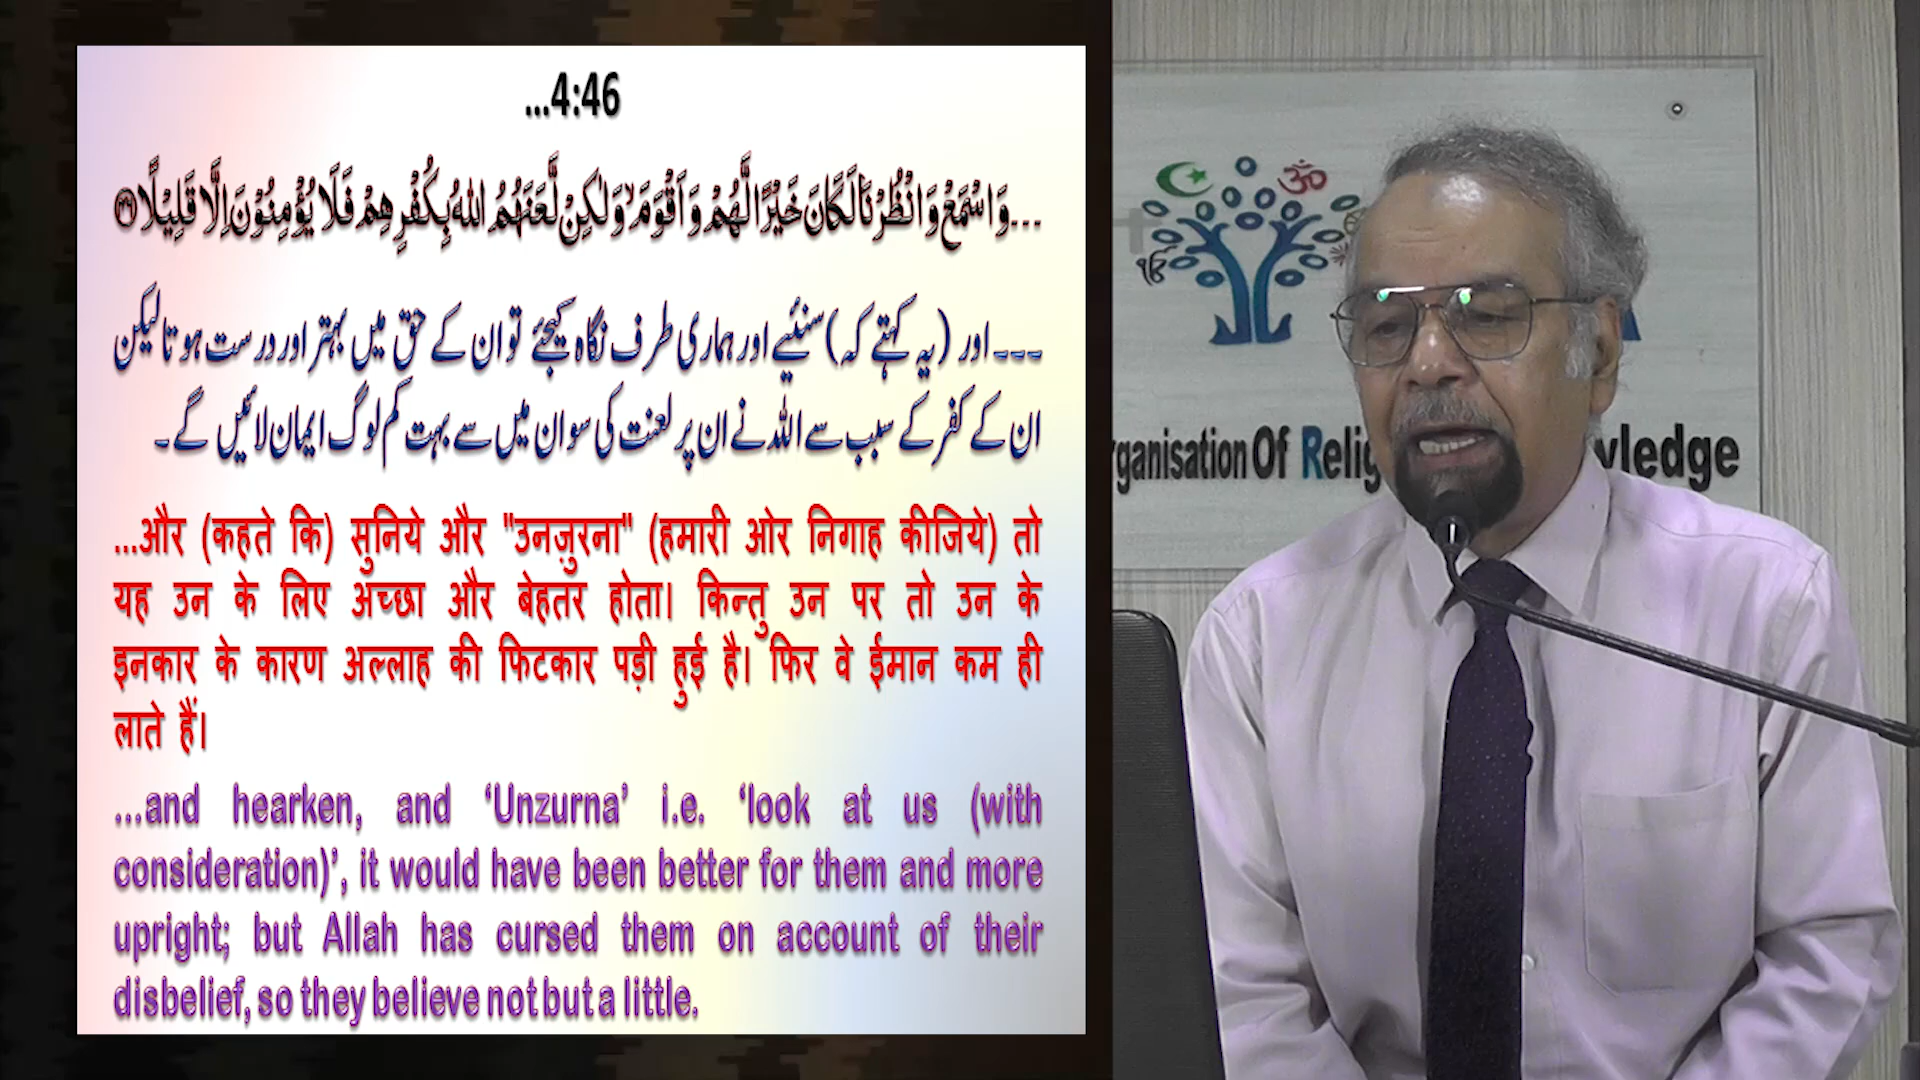 ...4:46
...وَاسْمَعْ وَانْظُرْنَا لَكَانَ خَيْرًا لَّهُمْ وَاَقْوَمَ ۙ وَلٰكِنْ لَّعَنَهُمُ اللّٰهُ بِكُفْرِهِمْ فَلَا يُؤْمِنُوْنَ اِلَّا قَلِيْلًا ۝۴۶
۔۔۔ اور (یہ کہتے کہ) سنئیے اور ہماری طرف نگاہ کیجئے تو ان کے حق میں بہتر اور درست ہوتا لیکن
ان کے کفر کے سبب سے اللہ نے ان پر لعنت کی سو ان میں سے بہت کم لوگ ایمان لائیں گے۔
...और (कहते कि) सुनिये और "उनज़ुरना" (हमारी ओर निगाह कीजिये) तो
यह उन के लिए अच्छा और बेहतर होता। किन्तु उन पर तो उन के
इनकार के कारण अल्लाह की फिटकार पड़ी हुई है। फिर वे ईमान कम ही
लाते हैं।
...and hearken, and ‘Unzurna’ i.e. ‘look at us (with
consideration)’, it would have been better for them and more
upright; but Allah has cursed them on account of their
disbelief, so they believe not but a little.
rganisation Of Relig wledge